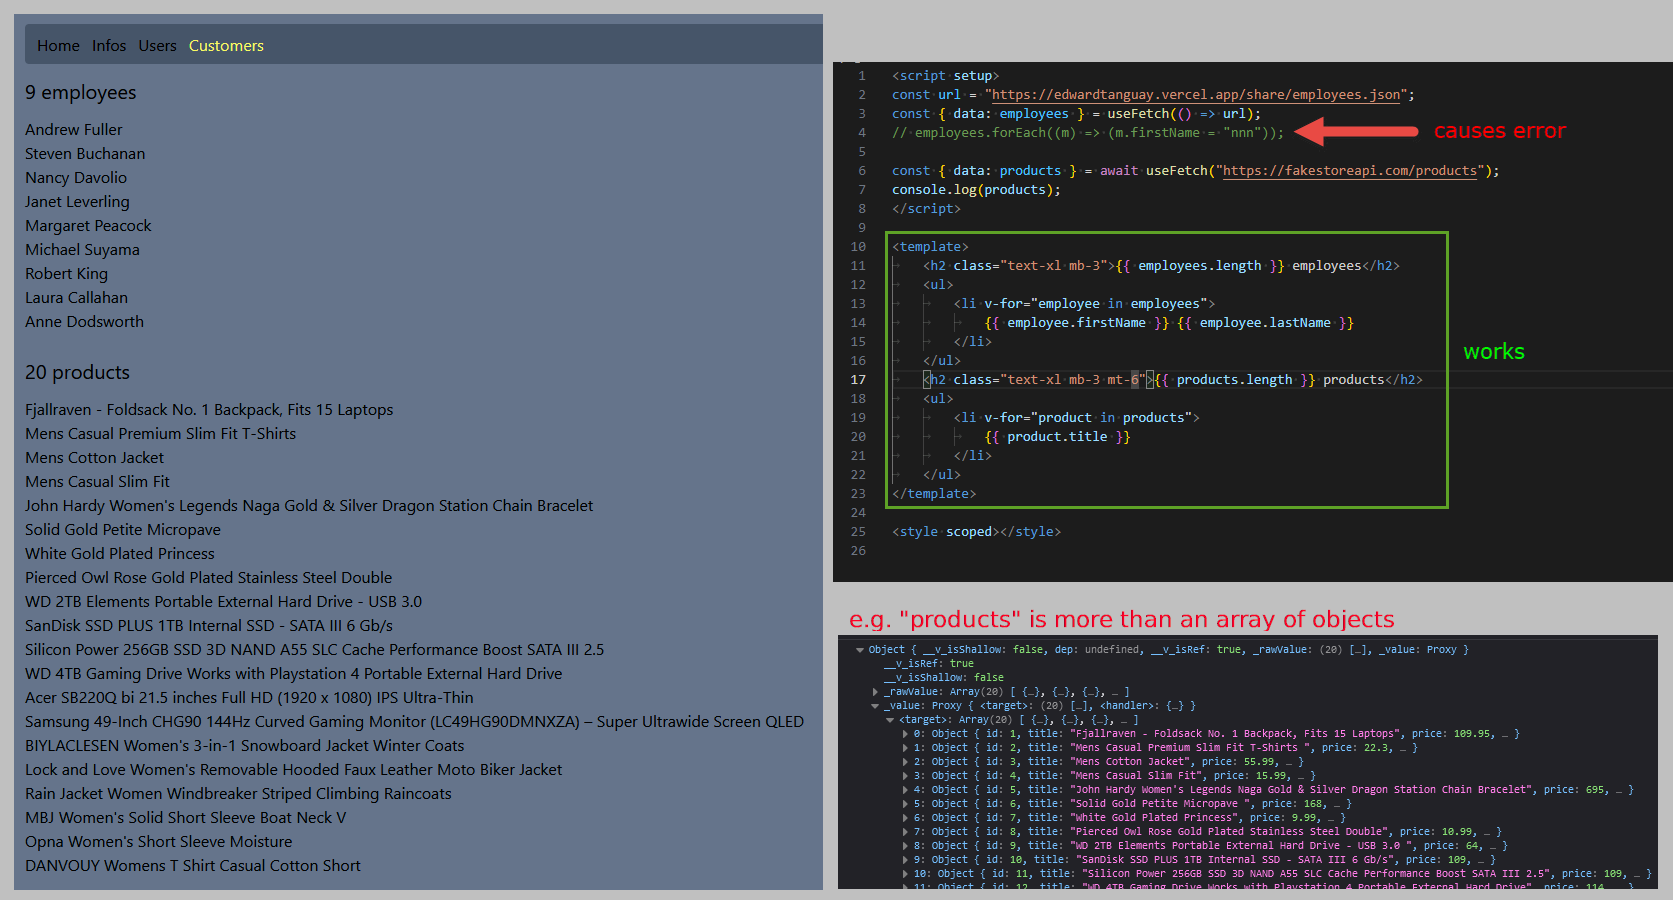 Home Infos Users Customers
9 employees
Andrew Fuller
Steven Buchanan
Nancy Davolio
Janet Leverling
Margaret Peacock
Michael Suyama
Robert King
Laura Callahan
Anne Dodsworth
20 products
Fjallraven - Foldsack No. 1 Backpack, Fits 15 Laptops
Mens Casual Premium Slim Fit T-Shirts
Mens Cotton Jacket
Mens Casual Slim Fit
John Hardy Women's Legends Naga Gold & Silver Dragon Station Chain Bracelet
Solid Gold Petite Micropave
White Gold Plated Princess
Pierced Owl Rose Gold Plated Stainless Steel Double
WD 2TB Elements Portable External Hard Drive - USB 3.0
SanDisk SSD PLUS 1TB Internal SSD - SATA III 6 Gb/s
Silicon Power 256GB SSD 3D NAND A55 SLC Cache Performance Boost SATA III 2.5
WD 4TB Gaming Drive Works with Playstation 4 Portable External Hard Drive
Acer SB220Q bi 21.5 inches Full HD (1920 x 1080) IPS Ultra-Thin
Samsung 49-Inch CHG90 144Hz Curved Gaming Monitor (LC49HG90DMNXZA) – Super Ultrawide Screen QLED
BIYLACLESEN Women's 3-in-1 Snowboard Jacket Winter Coats
Lock and Love Women's Removable Hooded Faux Leather Moto Biker Jacket
Rain Jacket Women Windbreaker Striped Climbing Raincoats
MBJ Women's Solid Short Sleeve Boat Neck V
Opna Women's Short Sleeve Moisture
DANVOUY Womens T Shirt Casual Cotton Short
1 <script setup>
2 const url = "https://edwardtanguay.vercel.app/share/employees.json";
3 const { data: employees } = useFetch(() => url);
4 // employees.forEach((m) => (m.firstName = "nnn"));
causes error
5
6 const { data: products } = await useFetch("https://fakestoreapi.com/products");
7 console.log(products);
8 </script>
9
10 <template>
11 <h2 class="text-xl mb-3">{{ employees.length }} employees</h2>
12 <ul>
13 <li v-for="employee in employees">
14 {{ employee.firstName }} {{ employee.lastName }}
15 </li>
16 </ul>
works
17 <h2 class="text-xl mb-3 mt-6">{{ products.length }} products</h2>
18 <ul>
19 <li v-for="product in products">
20 {{ product.title }}
21 </li>
22 </ul>
23 </template>
24
25 <style scoped></style>
26
e.g. "products" is more than an array of objects
Object { __v_isShallow: false, dep: undefined, __v_isRef: true, _rawValue: (20) […], _value: Proxy }
__v_isRef: true
__v_isShallow: false
_rawValue: Array(20) [ {…}, {…}, {…}, … ]
_value: Proxy { <target>: (20) […], <handler>: {…} }
<target>: Array(20) [ {…}, {…}, {…}, … ]
0: Object { id: 1, title: "Fjallraven - Foldsack No. 1 Backpack, Fits 15 Laptops", price: 109.95, … }
1: Object { id: 2, title: "Mens Casual Premium Slim Fit T-Shirts ", price: 22.3, … }
2: Object { id: 3, title: "Mens Cotton Jacket", price: 55.99, … }
3: Object { id: 4, title: "Mens Casual Slim Fit", price: 15.99, … }
4: Object { id: 5, title: "John Hardy Women's Legends Naga Gold & Silver Dragon Station Chain Bracelet", price: 695, … }
5: Object { id: 6, title: "Solid Gold Petite Micropave ", price: 168, … }
6: Object { id: 7, title: "White Gold Plated Princess", price: 9.99, … }
7: Object { id: 8, title: "Pierced Owl Rose Gold Plated Stainless Steel Double", price: 10.99, … }
8: Object { id: 9, title: "WD 2TB Elements Portable External Hard Drive - USB 3.0 ", price: 64, … }
9: Object { id: 10, title: "SanDisk SSD PLUS 1TB Internal SSD - SATA III 6 Gb/s", price: 109, … }
10: Object { id: 11, title: "Silicon Power 256GB SSD 3D NAND A55 SLC Cache Performance Boost SATA III 2.5", price: 109, … }
11: Object { id: 12, title: "WD 4TB Gaming Drive Works with Playstation 4 Portable External Hard Drive", price: 114, … }